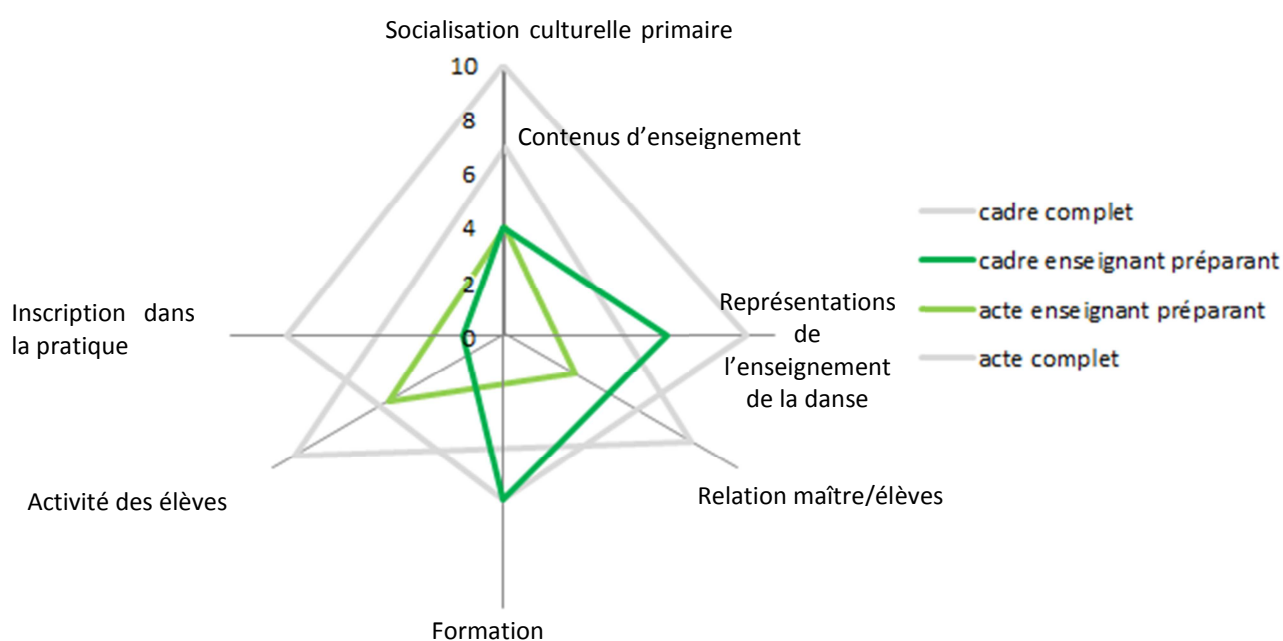 Socialisation culturelle primaire
10
8
Contenus d’enseignement
6
4
2
0
Inscription dans
la pratique
Représentations
de
l’enseignement
de la danse
Activité des élèves
Relation maître/élèves
Formation
cadre complet
cadre enseignant préparant
acte enseignant préparant
acte complet